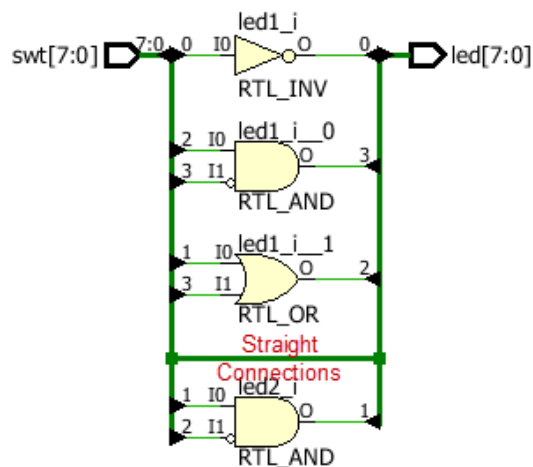 led1_i
swt[7:0] 7:0 0 I0 O 0 led[7:0]
RTL_INV
led1_i__0
2 I0 O 3
3 I1
RTL_AND
led1_i__1
1 I0 O 2
3 I1
RTL_OR
Straight
Connections
led2_i
1 I0 O 1
2 I1
RTL_AND